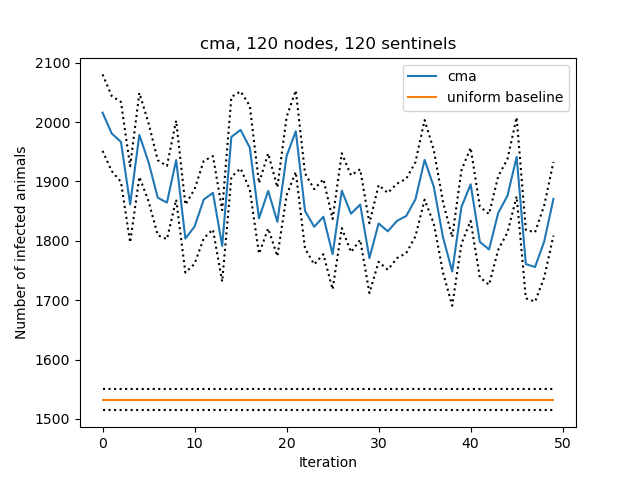 cma, 120 nodes, 120 sentinels
cma
uniform baseline
2100
2000
1900
1800
1700
1600
1500
Number of infected animals
0 10 20 30 40 50
Iteration